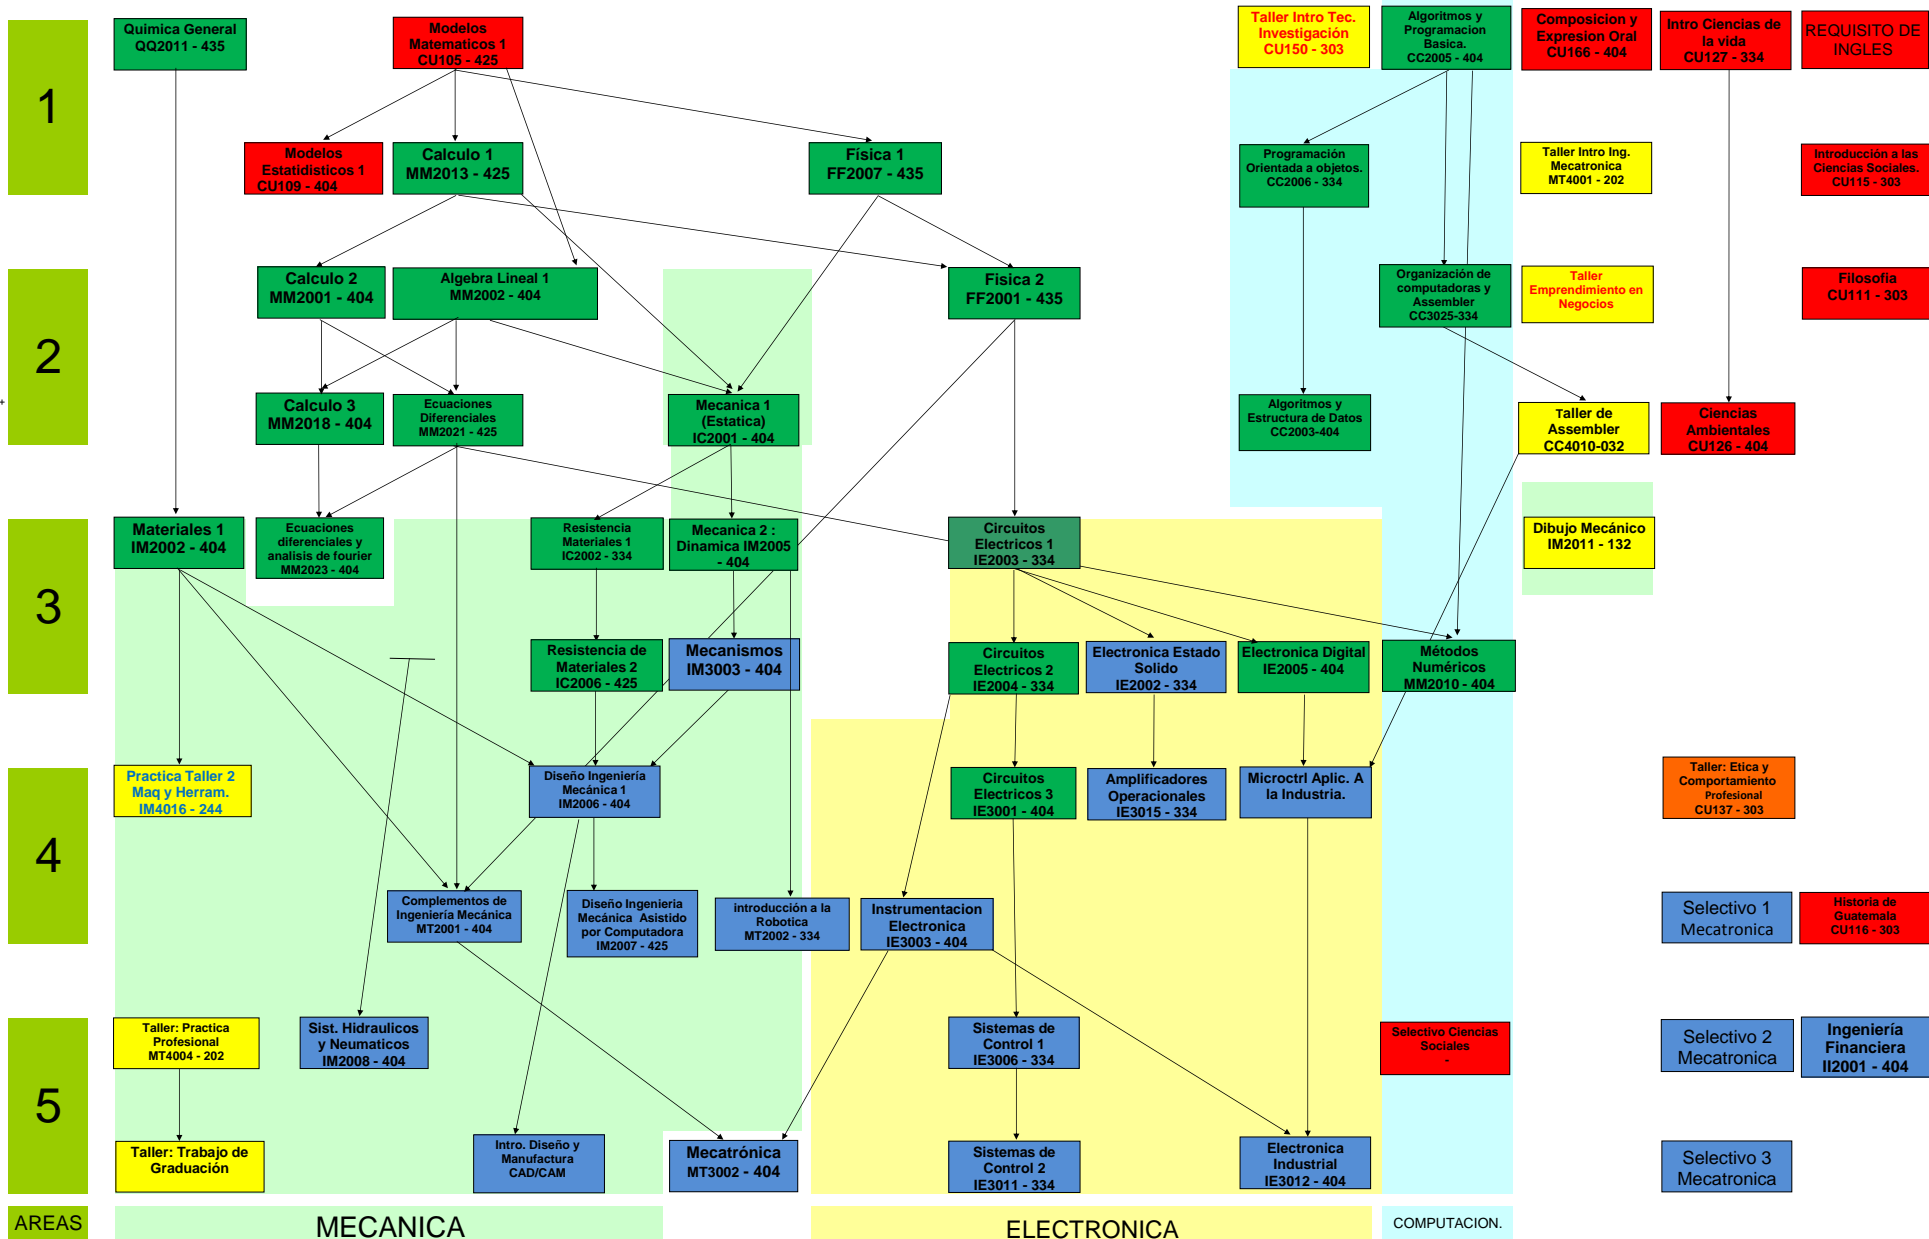 1
Quimica General
QQ2011 - 435
Modelos
Matematicos 1
CU105 - 425
Taller Intro Tec.
Investigación
CU150 - 303
Algoritmos y
Programacion
Basica.
CC2005 - 404
Composicion y
Expresion Oral
CU166 - 404
Intro Ciencias de
la vida
CU127 - 334
REQUISITO DE
INGLES
Modelos
Estatidisticos 1
CU109 - 404
Calculo 1
MM2013 - 425
Física 1
FF2007 - 435
Programación
Orientada a objetos.
CC2006 - 334
Taller Intro Ing.
Mecatronica
MT4001 - 202
Introducción a las
Ciencias Sociales.
CU115 - 303
2
Calculo 2
MM2001 - 404
Algebra Lineal 1
MM2002 - 404
Fisica 2
FF2001 - 435
Organización de
computadoras y
Assembler
CC3025-334
Taller
Emprendimiento en
Negocios
Filosofia
CU111 - 303
+
Calculo 3
MM2018 - 404
Ecuaciones
Diferenciales
MM2021 - 425
Mecanica 1
(Estatica)
IC2001 - 404
Algoritmos y
Estructura de Datos
CC2003-404
Taller de
Assembler
CC4010-032
Ciencias
Ambientales
CU126 - 404
3
Materiales 1
IM2002 - 404
Ecuaciones
diferenciales y
analisis de fourier
MM2023 - 404
Resistencia
Materiales 1
IC2002 - 334
Mecanica 2 :
Dinamica IM2005
- 404
Circuitos
Electricos 1
IE2003 - 334
Dibujo Mecánico
IM2011 - 132
Resistencia de
Materiales 2
IC2006 - 425
Mecanismos
IM3003 - 404
Circuitos
Electricos 2
IE2004 - 334
Electronica Estado
Solido
IE2002 - 334
Electronica Digital
IE2005 - 404
Métodos
Numéricos
MM2010 - 404
4
Practica Taller 2
Maq y Herram.
IM4016 - 244
Diseño Ingeniería
Mecánica 1
IM2006 - 404
Circuitos
Electricos 3
IE3001 - 404
Amplificadores
Operacionales
IE3015 - 334
Microctrl Aplic. A
la Industria.
Taller: Etica y
Comportamiento
Profesional
CU137 - 303
Complementos de
Ingeniería Mecánica
MT2001 - 404
Diseño Ingenieria
Mecánica Asistido
por Computadora
IM2007 - 425
introducción a la
Robotica
MT2002 - 334
Instrumentacion
Electronica
IE3003 - 404
Selectivo 1
Mecatronica
Historia de
Guatemala
CU116 - 303
5
Taller: Practica
Profesional
MT4004 - 202
Sist. Hidraulicos
y Neumaticos
IM2008 - 404
Sistemas de
Control 1
IE3006 - 334
Selectivo Ciencias
Sociales
-
Selectivo 2
Mecatronica
Ingeniería
Financiera
II2001 - 404
Taller: Trabajo de
Graduación
Intro. Diseño y
Manufactura
CAD/CAM
Mecatrónica
MT3002 - 404
Sistemas de
Control 2
IE3011 - 334
Electronica
Industrial
IE3012 - 404
Selectivo 3
Mecatronica
AREAS
MECANICA
ELECTRONICA
COMPUTACION.